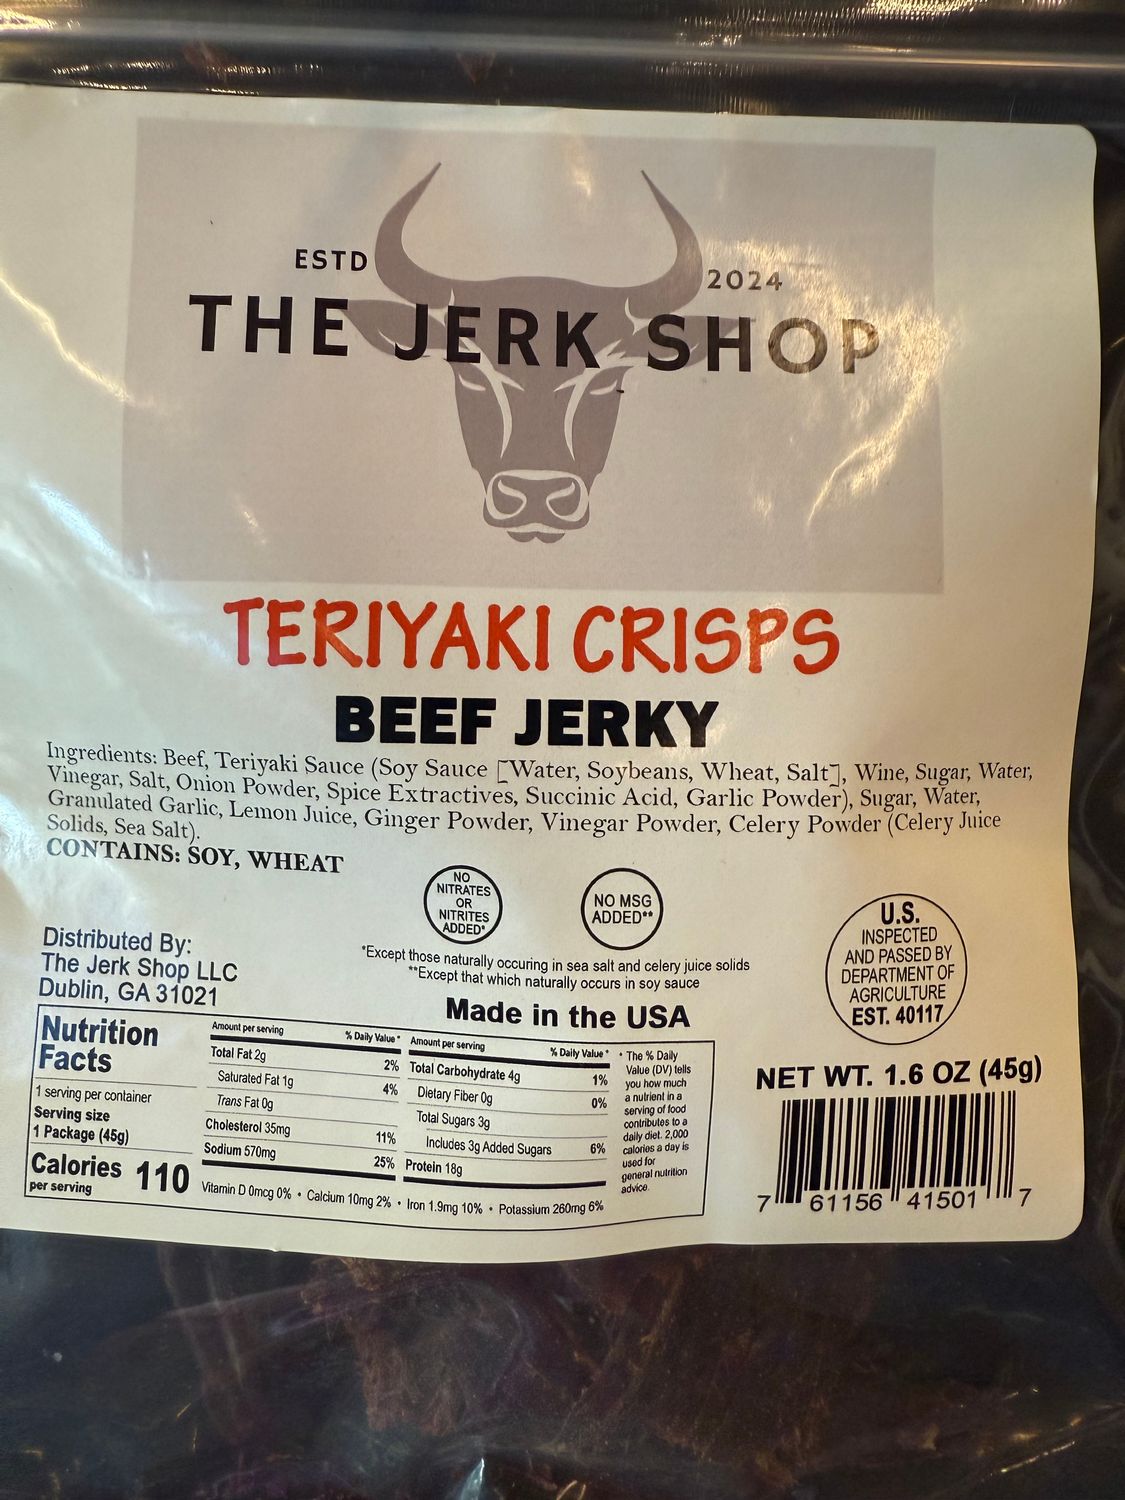 ESTD
2024
THE JERK SHOP
TERIYAKI CRISPS
BEEF JERKY
Ingredients: Beef, Teriyaki Sauce (Soy Sauce [Water, Soybeans, Wheat, Salt], Wine, Sugar, Water,
Vinegar, Salt, Onion Powder, Spice Extractives, Succinic Acid, Garlic Powder), Sugar, Water,
Granulated Garlic, Lemon Juice, Ginger Powder, Vinegar Powder, Celery Powder (Celery Juice
Solids, Sea Salt).
CONTAINS: SOY, WHEAT
NO
NITRATES
OR
NITRITES
ADDED*
NO MSG
ADDED**
*Except those naturally occuring in sea salt and celery juice solids
**Except that which naturally occurs in soy sauce
Made in the USA
U.S.
INSPECTED
AND PASSED BY
DEPARTMENT OF
AGRICULTURE
EST. 40117
Distributed By:
The Jerk Shop LLC
Dublin, GA 31021
Nutrition
Facts
1 serving per container
Serving size
1 Package (45g)
Calories 110
per serving
Amount per serving % Daily Value*
Total Fat 2g 2%
Saturated Fat 1g 4%
Trans Fat 0g
Cholesterol 35mg 11%
Sodium 570mg 25%
Amount per serving % Daily Value*
Total Carbohydrate 4g 1%
Dietary Fiber 0g 0%
Total Sugars 3g
Includes 3g Added Sugars 6%
Protein 18g
Vitamin D 0mcg 0% • Calcium 10mg 2% • Iron 1.9mg 10% • Potassium 260mg 6%
* The % Daily
Value (DV) tells
you how much
a nutrient in a
serving of food
contributes to a
daily diet. 2,000
calories a day is
used for
general nutrition
advice.
NET WT. 1.6 OZ (45g)
7 61156 41501 7